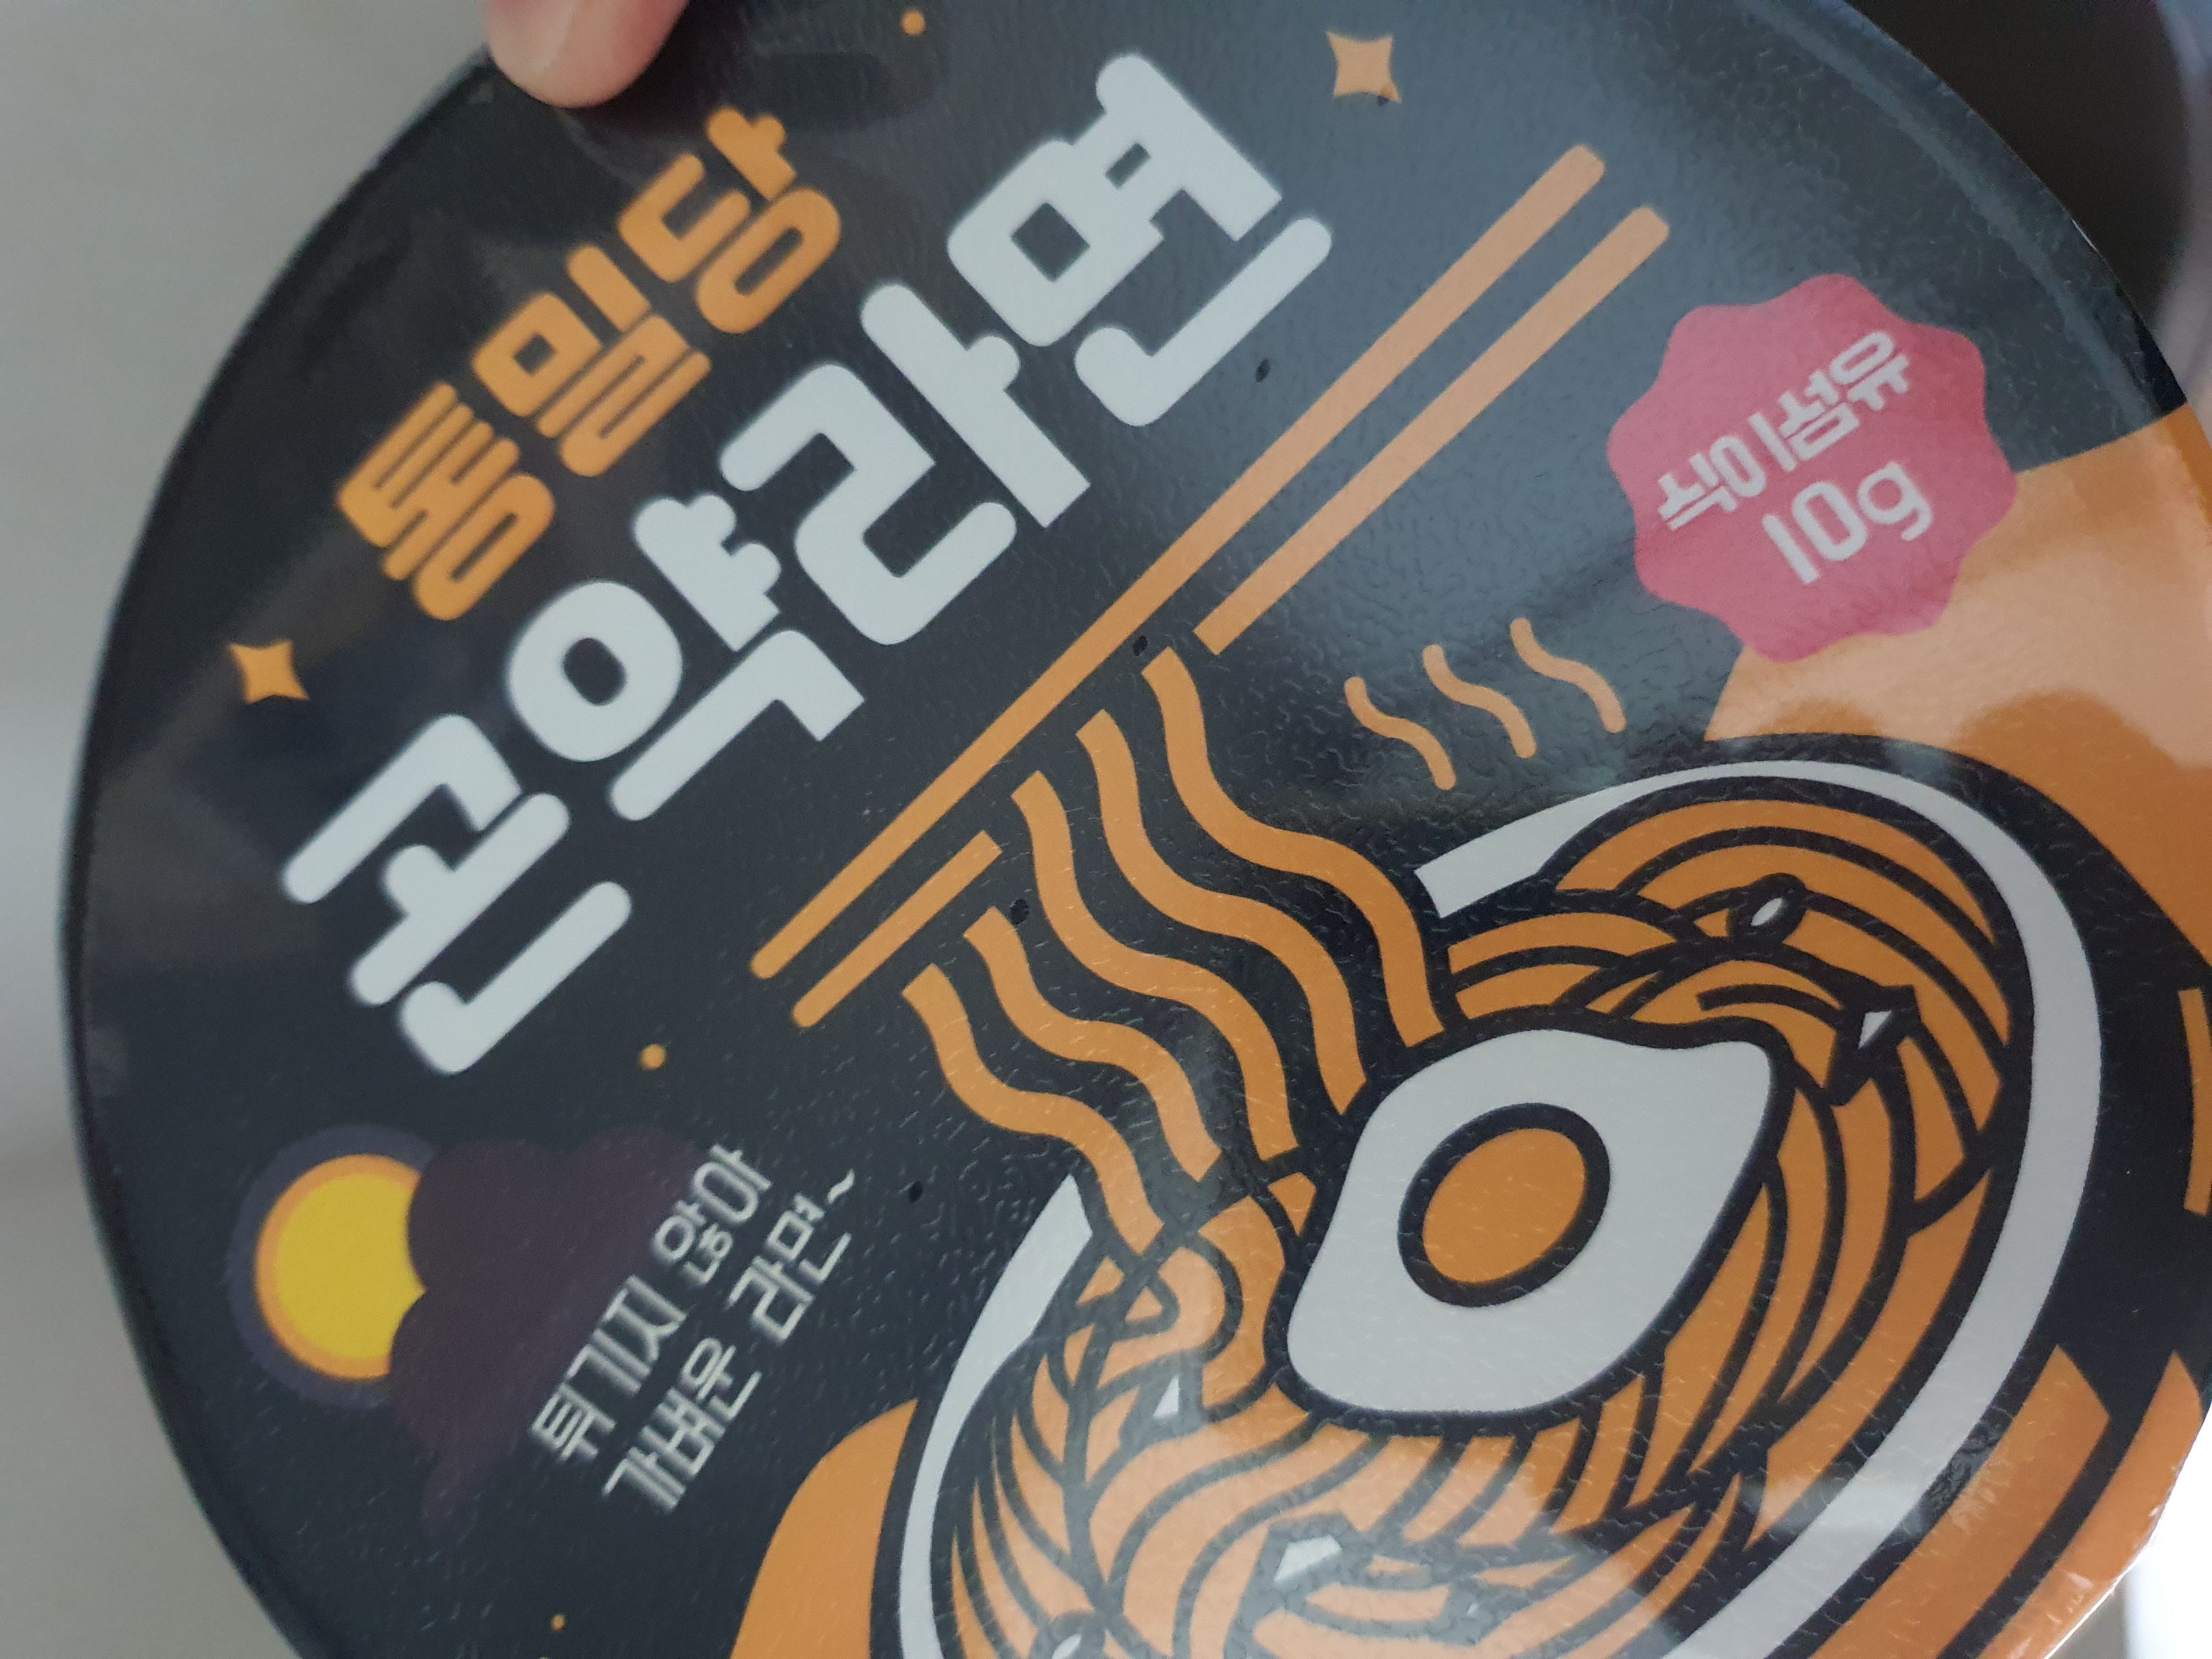 통밀당
곤약라면
식이섬유
10g
튀기지 않아
가벼운 라면~